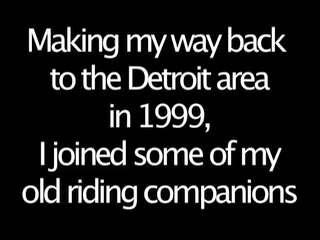 Making my way back
to the Detroit area
in 1999,
I joined some of my
old riding companions